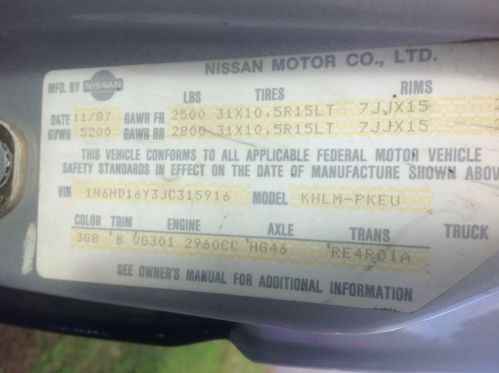 NISSAN MOTOR CO., LTD.
MFD. BY NISSAN LBS TIRES RIMS
DATE 11/87 GAWR FR 2500 31X10.5R15LT 7JJX15
GVWR 5200 GAWR RR 2800 31X10.5R15LT 7JJX15
THIS VEHICLE CONFORMS TO ALL APPLICABLE FEDERAL MOTOR VEHICLE
SAFETY STANDARDS IN EFFECT ON THE DATE OF MANUFACTURE SHOWN ABOV
VIN 1N6HD16Y3JC315916 MODEL KHLM-PKEU
COLOR TRIM ENGINE AXLE TRANS TRUCK
3G8 'B VG30I 2960CC 'HG46 'RE4R01A
SEE OWNER'S MANUAL FOR ADDITIONAL INFORMATION